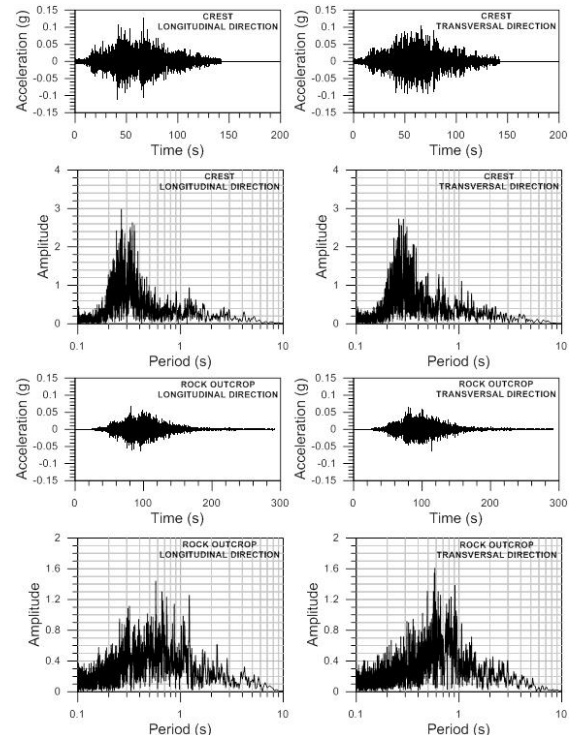 CREST
LONGITUDINAL DIRECTION
Acceleration (g)
0.15
0.1
0.05
0
-0.05
-0.1
-0.15
0 50 100 150 200
Time (s)
CREST
TRANSVERSAL DIRECTION
Acceleration (g)
0.15
0.1
0.05
0
-0.05
-0.1
-0.15
0 50 100 150 200
Time (s)
CREST
LONGITUDINAL DIRECTION
Amplitude
4
3
2
1
0
0.1 1 10
Period (s)
CREST
TRANSVERSAL DIRECTION
Amplitude
4
3
2
1
0
0.1 1 10
Period (s)
ROCK OUTCROP
LONGITUDINAL DIRECTION
Acceleration (g)
0.15
0.1
0.05
0
-0.05
-0.1
-0.15
0 100 200 300
Time (s)
ROCK OUTCROP
TRANSVERSAL DIRECTION
Acceleration (g)
0.15
0.1
0.05
0
-0.05
-0.1
-0.15
0 100 200 300
Time (s)
ROCK OUTCROP
LONGITUDINAL DIRECTION
Amplitude
2
1.6
1.2
0.8
0.4
0
0.1 1 10
Period (s)
ROCK OUTCROP
TRANSVERSAL DIRECTION
Amplitude
2
1.6
1.2
0.8
0.4
0
0.1 1 10
Period (s)